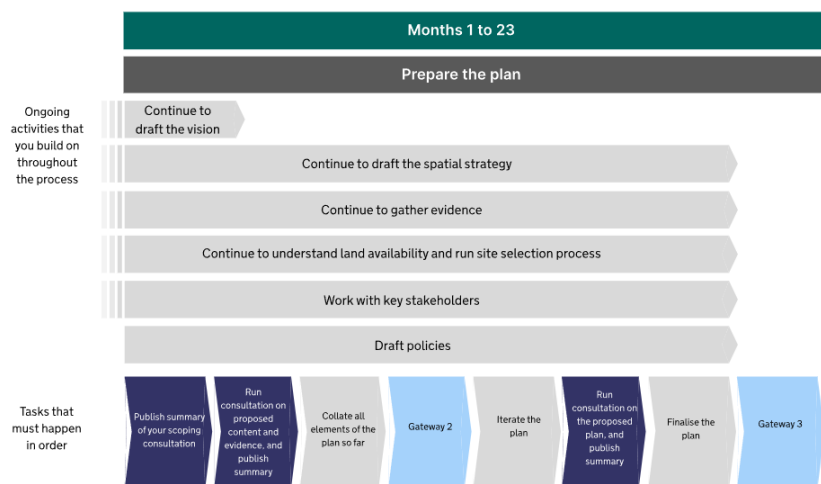 Months 1 to 23
Prepare the plan
Ongoing
activities that
you build on
throughout
the process
Continue to
draft the vision
Continue to draft the spatial strategy
Continue to gather evidence
Continue to understand land availability and run site selection process
Work with key stakeholders
Draft policies
Tasks that
must happen
in order
Publish summary
of your scoping
consultation
Run
consultation on
proposed
content and
evidence, and
publish
summary
Collate all
elements of the
plan so far
Gateway 2
Iterate the
plan
Run
consultation on
the proposed
plan, and
publish
summary
Finalise the
plan
Gateway 3